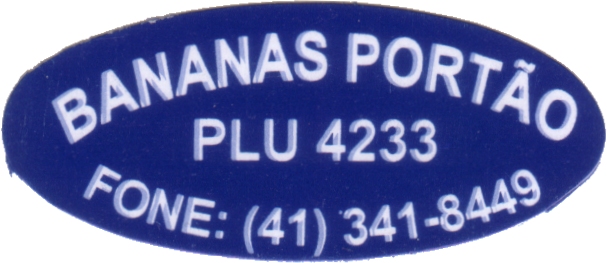 BANANAS PORTÃO
PLU 4233
FONE: (41) 341-8449